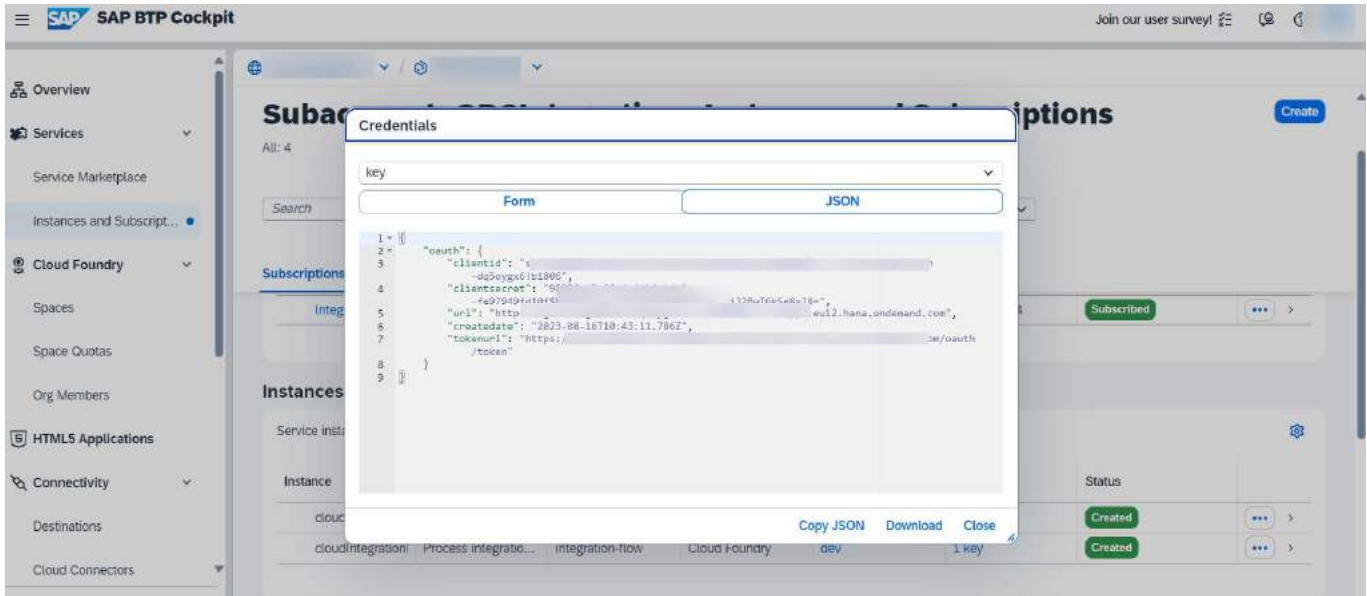 SAP SAP BTP Cockpit
Join our user survey!
Overview
Services
Service Marketplace
Instances and Subscript...
Cloud Foundry
Spaces
Space Quotas
Org Members
HTML5 Applications
Connectivity
Destinations
Cloud Connectors
Subac
iptions
Create
All: 4
Search
Subscriptions
Integ
Subscribed
Instances
Service insta
Instance
Status
cloud
Created
cloudIntegrationI Process Integratio... integration-flow Cloud Foundry dev 1 key
Created
Credentials
key
Form JSON
1 {
2 "oauth": {
3 "clientid":
4 "clientsecret":
5 "url": "http eu12.hana.ondemand.com",
6 "createdate": "2023-08-16T10:43:11.786Z",
7 "tokenurl": "https:/ om/oauth
/token"
8 }
9 }
Copy JSON Download Close